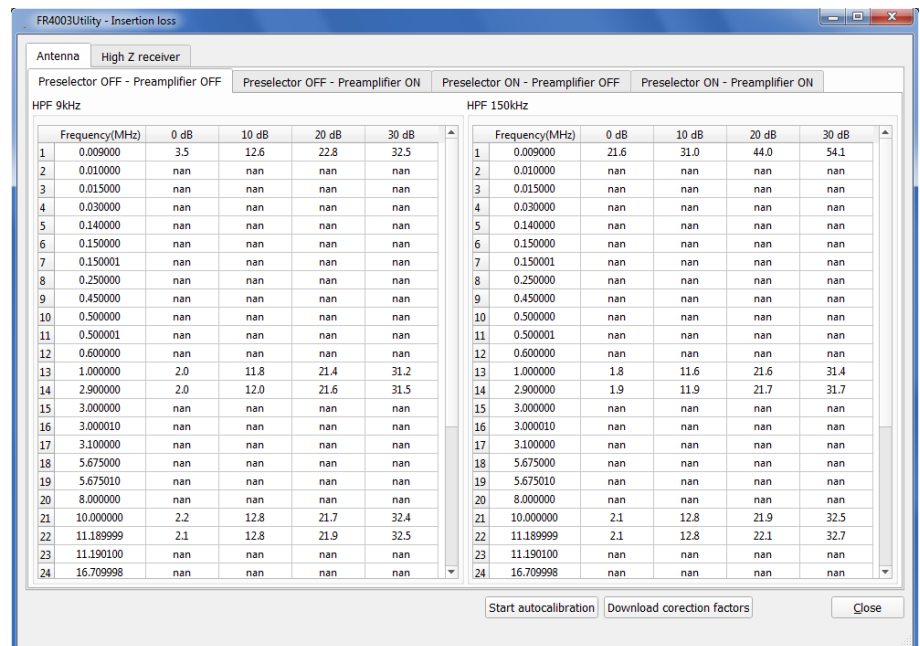 FR4003Utility - Insertion loss
Antenna High Z receiver
Preselector OFF - Preamplifier OFF Preselector OFF - Preamplifier ON Preselector ON - Preamplifier OFF Preselector ON - Preamplifier ON
HPF 9kHz HPF 150kHz
Frequency(MHz) 0 dB 10 dB 20 dB 30 dB Frequency(MHz) 0 dB 10 dB 20 dB 30 dB
1 0.009000 3.5 12.6 22.8 32.5 1 0.009000 21.6 31.0 44.0 54.1
2 0.010000 nan nan nan nan 2 0.010000 nan nan nan nan
3 0.015000 nan nan nan nan 3 0.015000 nan nan nan nan
4 0.030000 nan nan nan nan 4 0.030000 nan nan nan nan
5 0.140000 nan nan nan nan 5 0.140000 nan nan nan nan
6 0.150000 nan nan nan nan 6 0.150000 nan nan nan nan
7 0.150001 nan nan nan nan 7 0.150001 nan nan nan nan
8 0.250000 nan nan nan nan 8 0.250000 nan nan nan nan
9 0.450000 nan nan nan nan 9 0.450000 nan nan nan nan
10 0.500000 nan nan nan nan 10 0.500000 nan nan nan nan
11 0.500001 nan nan nan nan 11 0.500001 nan nan nan nan
12 0.600000 nan nan nan nan 12 0.600000 nan nan nan nan
13 1.000000 2.0 11.8 21.4 31.2 13 1.000000 1.8 11.6 21.6 31.4
14 2.900000 2.0 12.0 21.6 31.5 14 2.900000 1.9 11.9 21.7 31.7
15 3.000000 nan nan nan nan 15 3.000000 nan nan nan nan
16 3.000010 nan nan nan nan 16 3.000010 nan nan nan nan
17 3.100000 nan nan nan nan 17 3.100000 nan nan nan nan
18 5.675000 nan nan nan nan 18 5.675000 nan nan nan nan
19 5.675010 nan nan nan nan 19 5.675010 nan nan nan nan
20 8.000000 nan nan nan nan 20 8.000000 nan nan nan nan
21 10.000000 2.2 12.8 21.7 32.4 21 10.000000 2.1 12.8 21.9 32.5
22 11.189999 2.1 12.8 21.9 32.5 22 11.189999 2.1 12.8 22.1 32.7
23 11.190100 nan nan nan nan 23 11.190100 nan nan nan nan
24 16.709998 nan nan nan nan 24 16.709998 nan nan nan nan
Start autocalibration Download corection factors Close